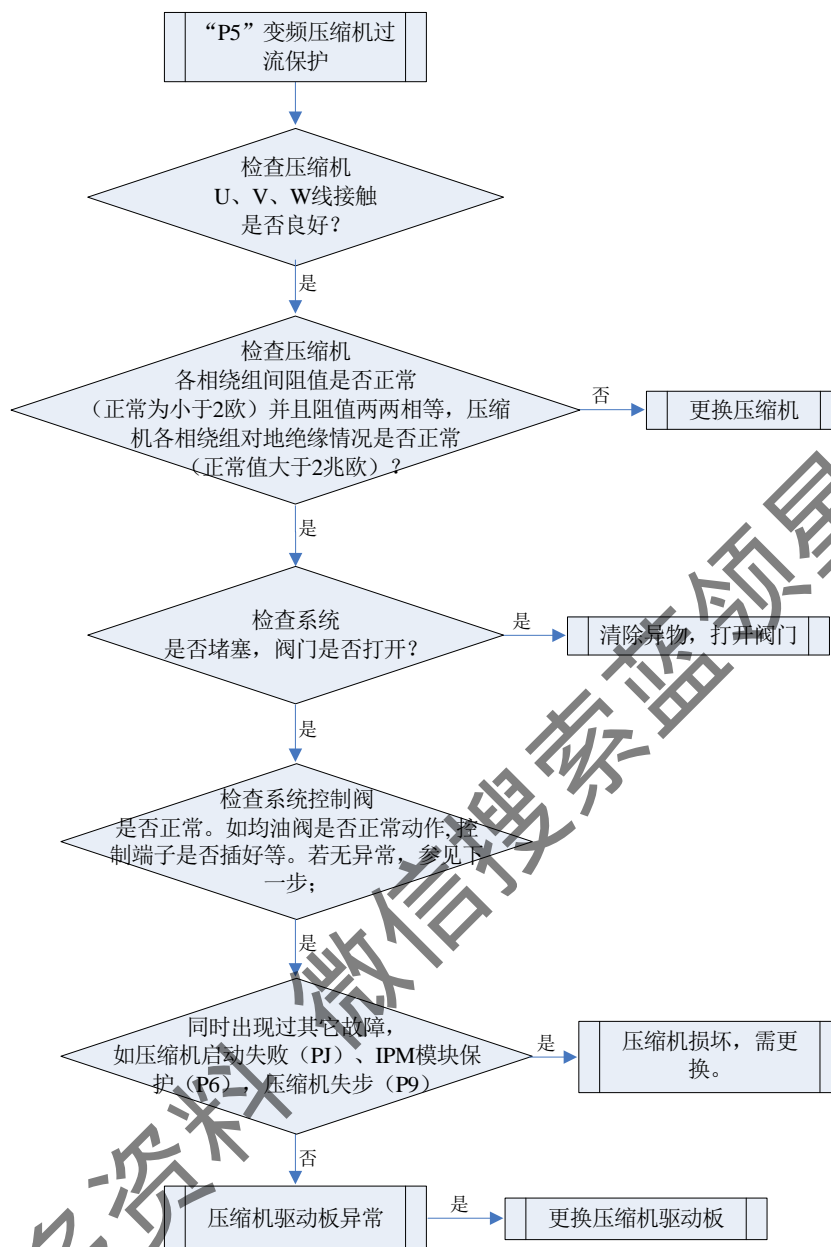 “P5”变频压缩机过
流保护
检查压缩机
U、V、W线接触
是否良好？
是
检查压缩机
各相绕组间阻值是否正常
（正常为小于2欧）并且阻值两两相等，压缩
机各相绕组对地绝缘情况是否正常
（正常值大于2兆欧）？
否
更换压缩机
是
检查系统
是否堵塞，阀门是否打开？
是
清除异物，打开阀门
是
检查系统控制阀
是否正常。如均油阀是否正常动作,控
制端子是否插好等。若无异常，参见下
一步；
是
同时出现过其它故障，
如压缩机启动失败（PJ）、IPM模块保
护（P6），压缩机失步（P9）
是
压缩机损坏，需更
换。
否
压缩机驱动板异常
是
更换压缩机驱动板
多资料 微信搜索蓝领星